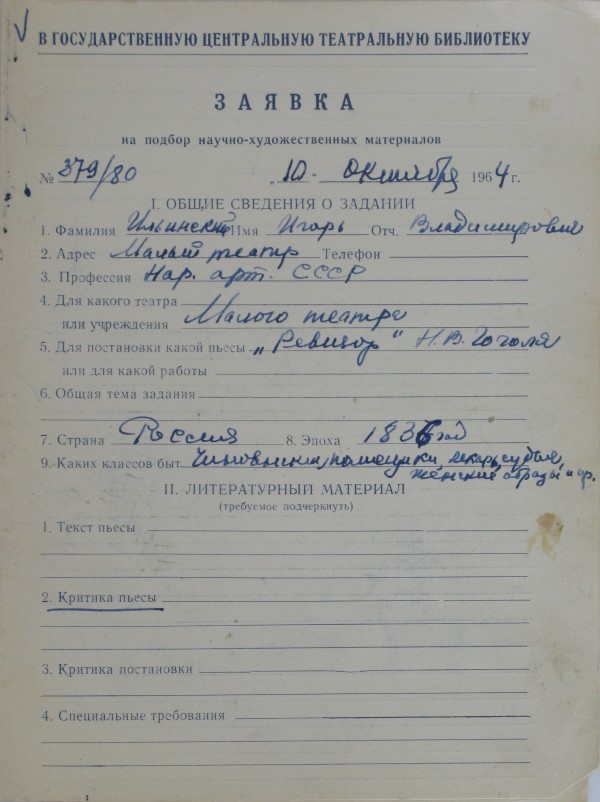 В ГОСУДАРСТВЕННУЮ ЦЕНТРАЛЬНУЮ ТЕАТРАЛЬНУЮ БИБЛИОТЕКУ
ЗАЯВКА
на подбор научно-художественных материалов
№ 379/80 „10" октября 1964 г.
I. ОБЩИЕ СВЕДЕНИЯ О ЗАДАНИИ
1. Фамилия Ильинский Имя Игорь Отч. Владимирович
2. Адрес Малый театр Телефон
3. Профессия Нар. арт. СССР
4. Для какого театра
или учреждения Малого театра
5. Для постановки какой пьесы „Ревизор" Н.В. Гоголя
или для какой работы
6. Общая тема задания
7. Страна Россия 8. Эпоха 1836 год
9. Каких классов быт Чиновники, помещики, лекарь, судья,
женские образы и др.
II. ЛИТЕРАТУРНЫЙ МАТЕРИАЛ
(требуемое подчеркнуть)
1. Текст пьесы
2. Критика пьесы
3. Критика постановки
4. Специальные требования
1